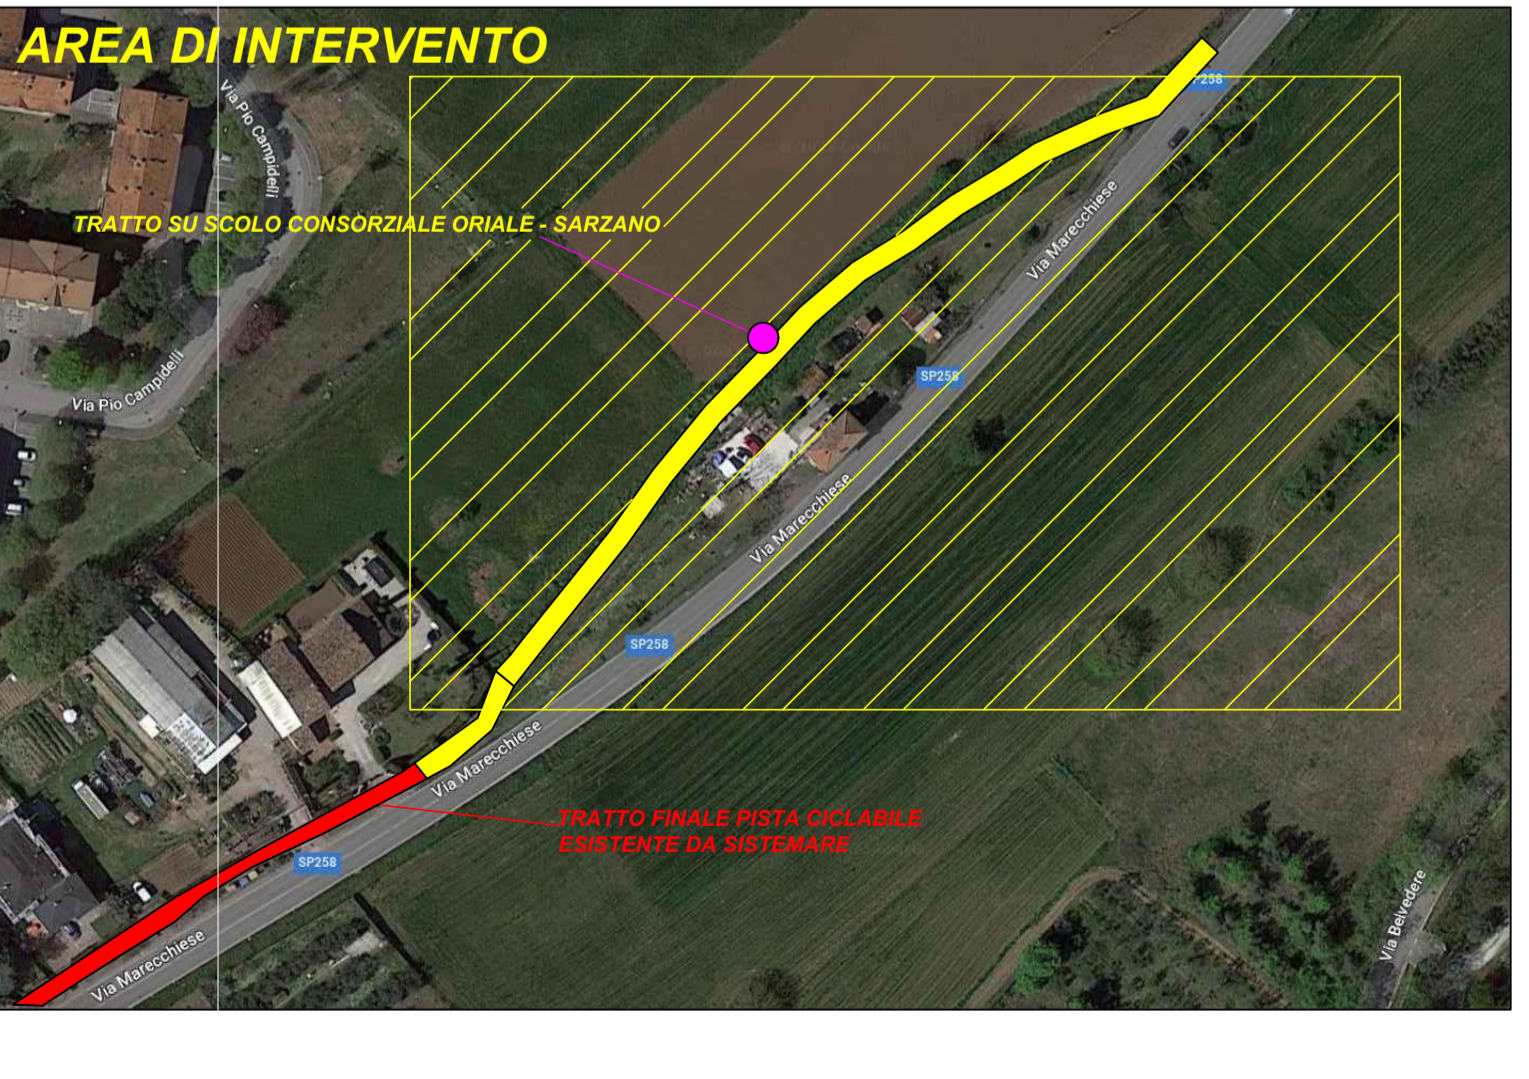 AREA DI INTERVENTO
P258
Via Pio Campidelli
TRATTO SU SCOLO CONSORZIALE ORIALE - SARZANO
Via Marecchiese
SP258
Via Pio Campidelli
Via Marecchiese
SP258
Via Marecchiese
TRATTO FINALE PISTA CICLABILE
ESISTENTE DA SISTEMARE
SP258
Via Marecchiese
Via Belvedere